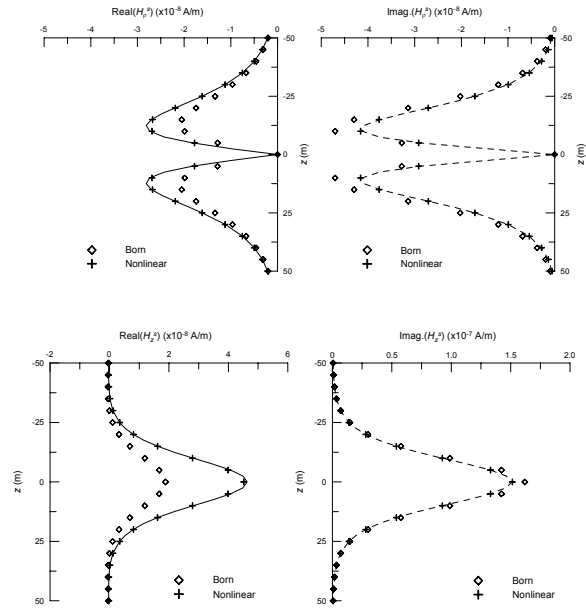 Real(Hρˢ) (x10⁻⁸ A/m)
-5 -4 -3 -2 -1 0
-50
-25
0
25
50
z (m)
Born
Nonlinear
Imag.(Hρˢ) (x10⁻⁸ A/m)
-5 -4 -3 -2 -1 0
-50
-25
0
25
50
z (m)
Born
Nonlinear
Real(Hzˢ) (x10⁻⁸ A/m)
-2 0 2 4 6
-50
-25
0
25
50
z (m)
Born
Nonlinear
Imag.(Hzˢ) (x10⁻⁷ A/m)
0.0 0.5 1.0 1.5 2.0
-50
-25
0
25
50
z (m)
Born
Nonlinear